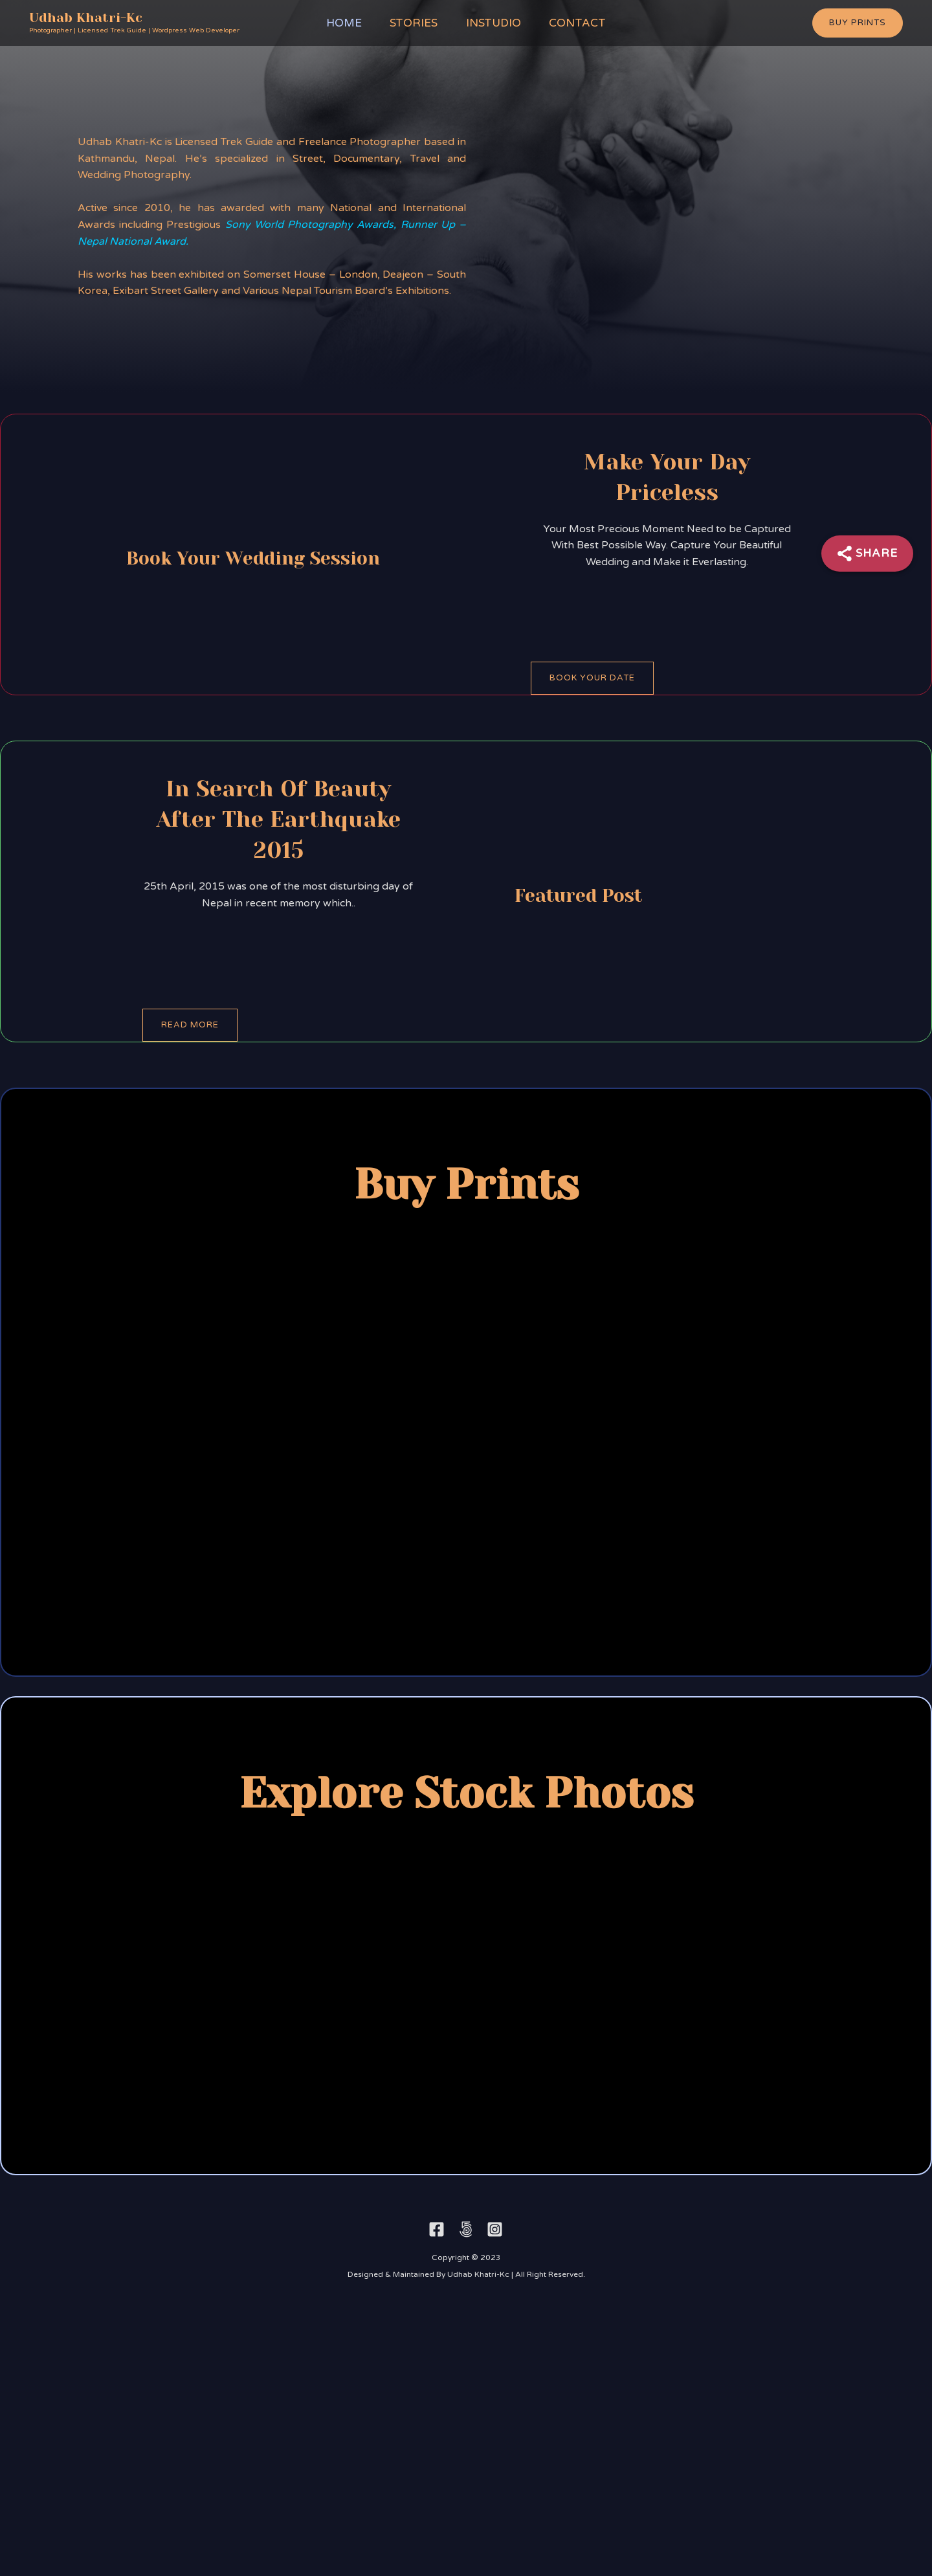 Udhab Khatri-Kc
Photographer | Licensed Trek Guide | Wordpress Web Developer
HOME
STORIES
INSTUDIO
CONTACT
BUY PRINTS
Udhab Khatri-Kc is Licensed Trek Guide and Freelance Photographer based in
Kathmandu, Nepal. He's specialized in Street, Documentary, Travel and
Wedding Photography.
Active since 2010, he has awarded with many National and International
Awards including Prestigious Sony World Photography Awards, Runner Up –
Nepal National Award.
His works has been exhibited on Somerset House – London, Deajeon – South
Korea, Exibart Street Gallery and Various Nepal Tourism Board's Exhibitions.
Book Your Wedding Session
Make Your Day
Priceless
Your Most Precious Moment Need to be Captured
With Best Possible Way. Capture Your Beautiful
Wedding and Make it Everlasting.
SHARE
BOOK YOUR DATE
In Search Of Beauty
After The Earthquake
2015
25th April, 2015 was one of the most disturbing day of
Nepal in recent memory which..
READ MORE
Featured Post
Buy Prints
Explore Stock Photos
Copyright © 2023
Designed & Maintained By Udhab Khatri-Kc | All Right Reserved.